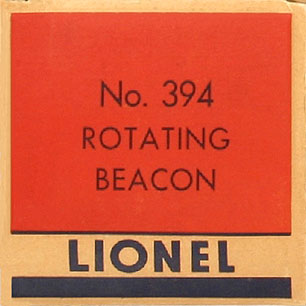 No. 394
ROTATING
BEACON
LIONEL